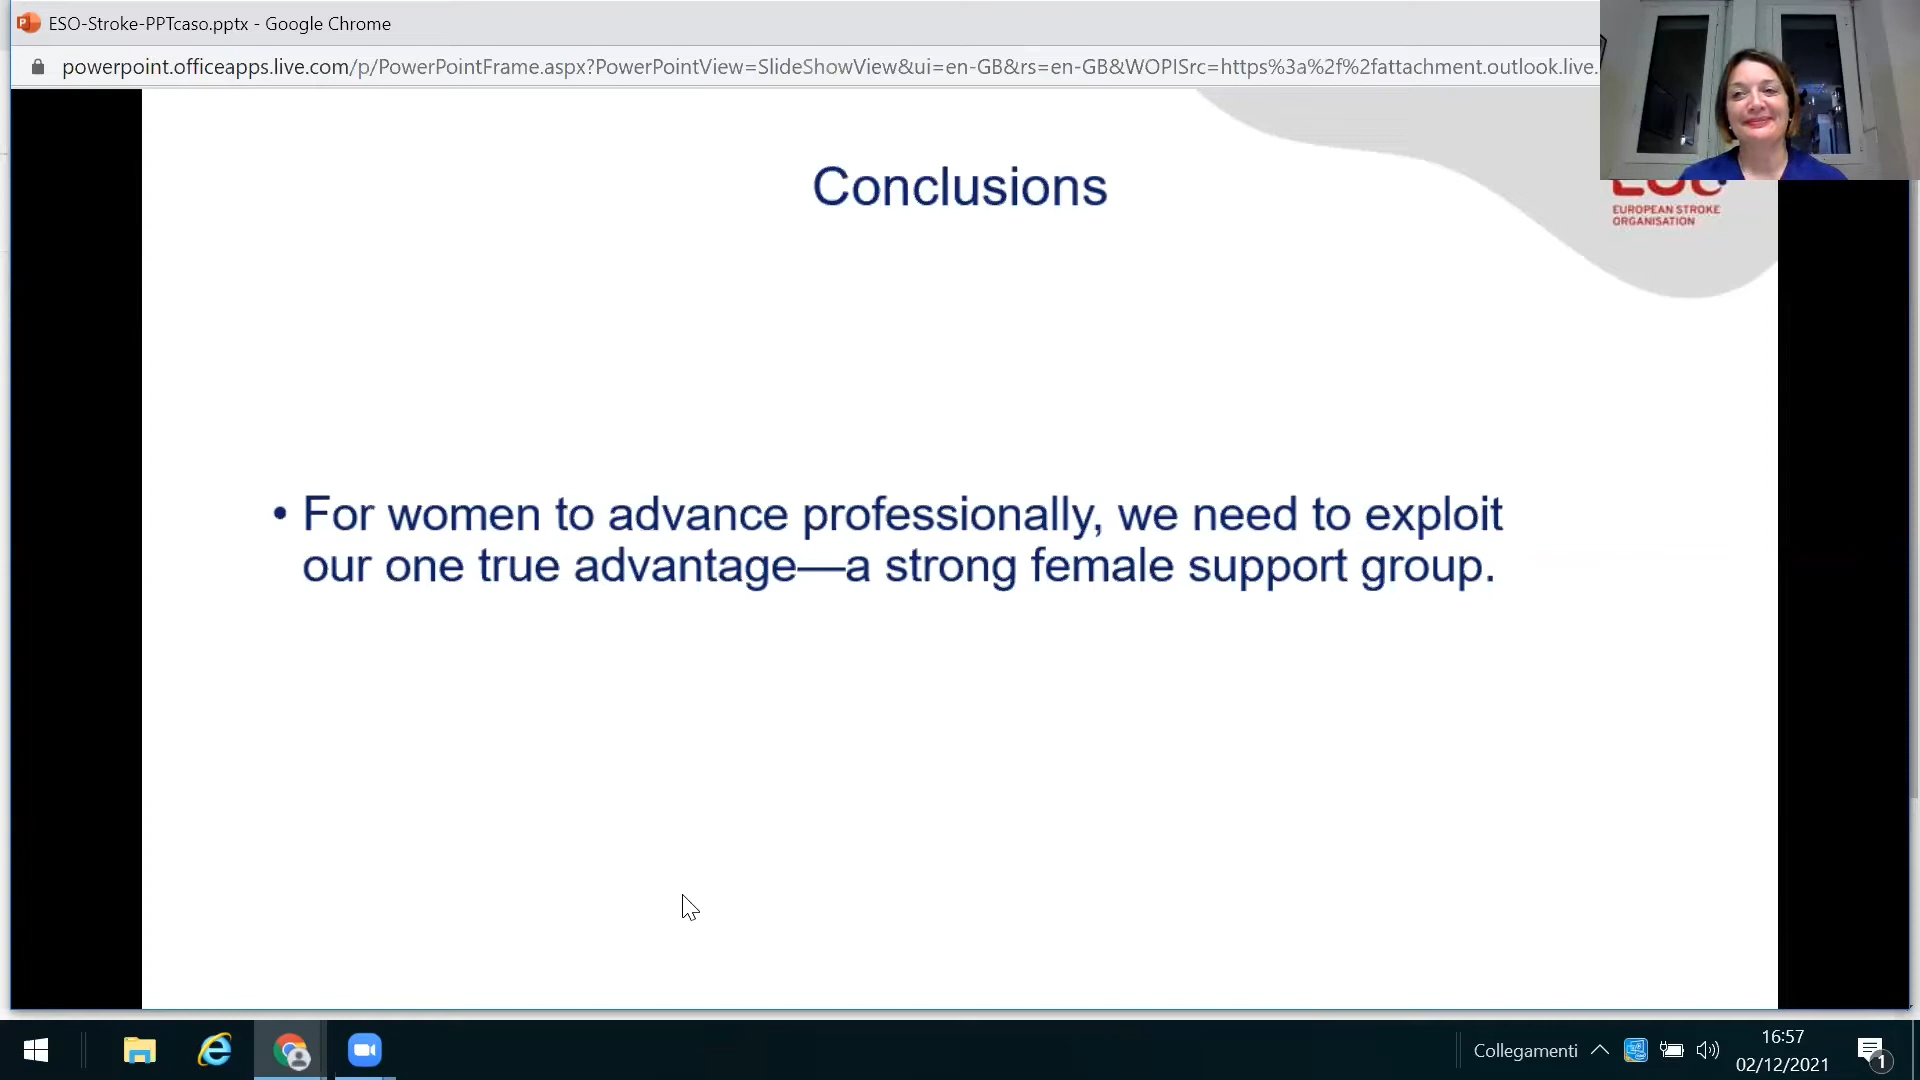 ESO-Stroke-PPTcaso.pptx - Google Chrome
powerpoint.officeapps.live.com/p/PowerPointFrame.aspx?PowerPointView=SlideShowView&ui=en-GB&rs=en-GB&WOPISrc=https%3a%2f%2fattachment.outlook.live.
Conclusions
EUROPEAN STROKE
ORGANISATION
• For women to advance professionally, we need to exploit
our one true advantage—a strong female support group.
Collegamenti
16:57
02/12/2021
1